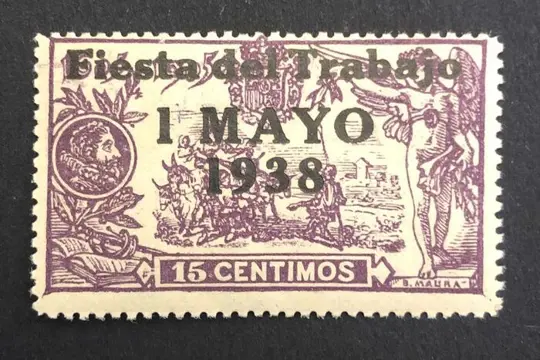 Fiesta del Trabajo
1 MAYO
1938
15 CENTIMOS
B. MAURA